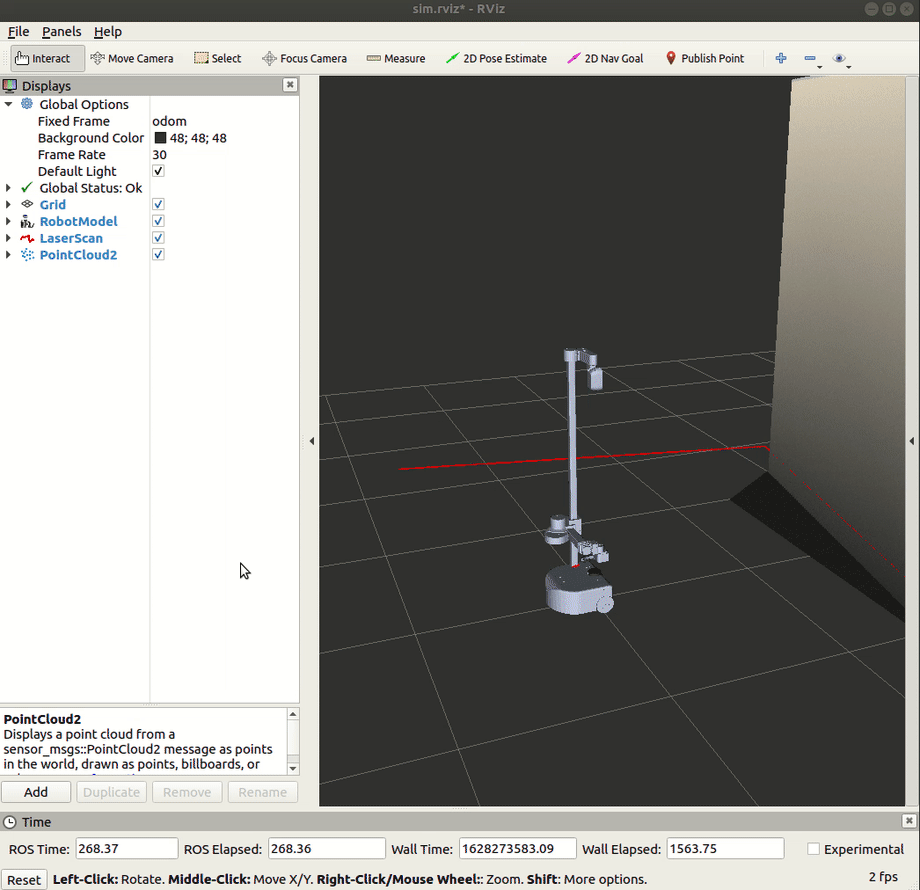 sim.rviz* - RViz
File Panels Help
Interact Move Camera Select Focus Camera Measure 2D Pose Estimate 2D Nav Goal Publish Point
Displays
Global Options
Fixed Frame odom
Background Color 48; 48; 48
Frame Rate 30
Default Light
Global Status: Ok
Grid
RobotModel
LaserScan
PointCloud2
PointCloud2
Displays a point cloud from a
sensor_msgs::PointCloud2 message as points
in the world, drawn as points, billboards, or
Add Duplicate Remove Rename
Time
ROS Time: 268.37 ROS Elapsed: 268.36 Wall Time: 1628273583.09 Wall Elapsed: 1563.75 Experimental
Reset Left-Click: Rotate. Middle-Click: Move X/Y. Right-Click/Mouse Wheel:: Zoom. Shift: More options. 2 fps